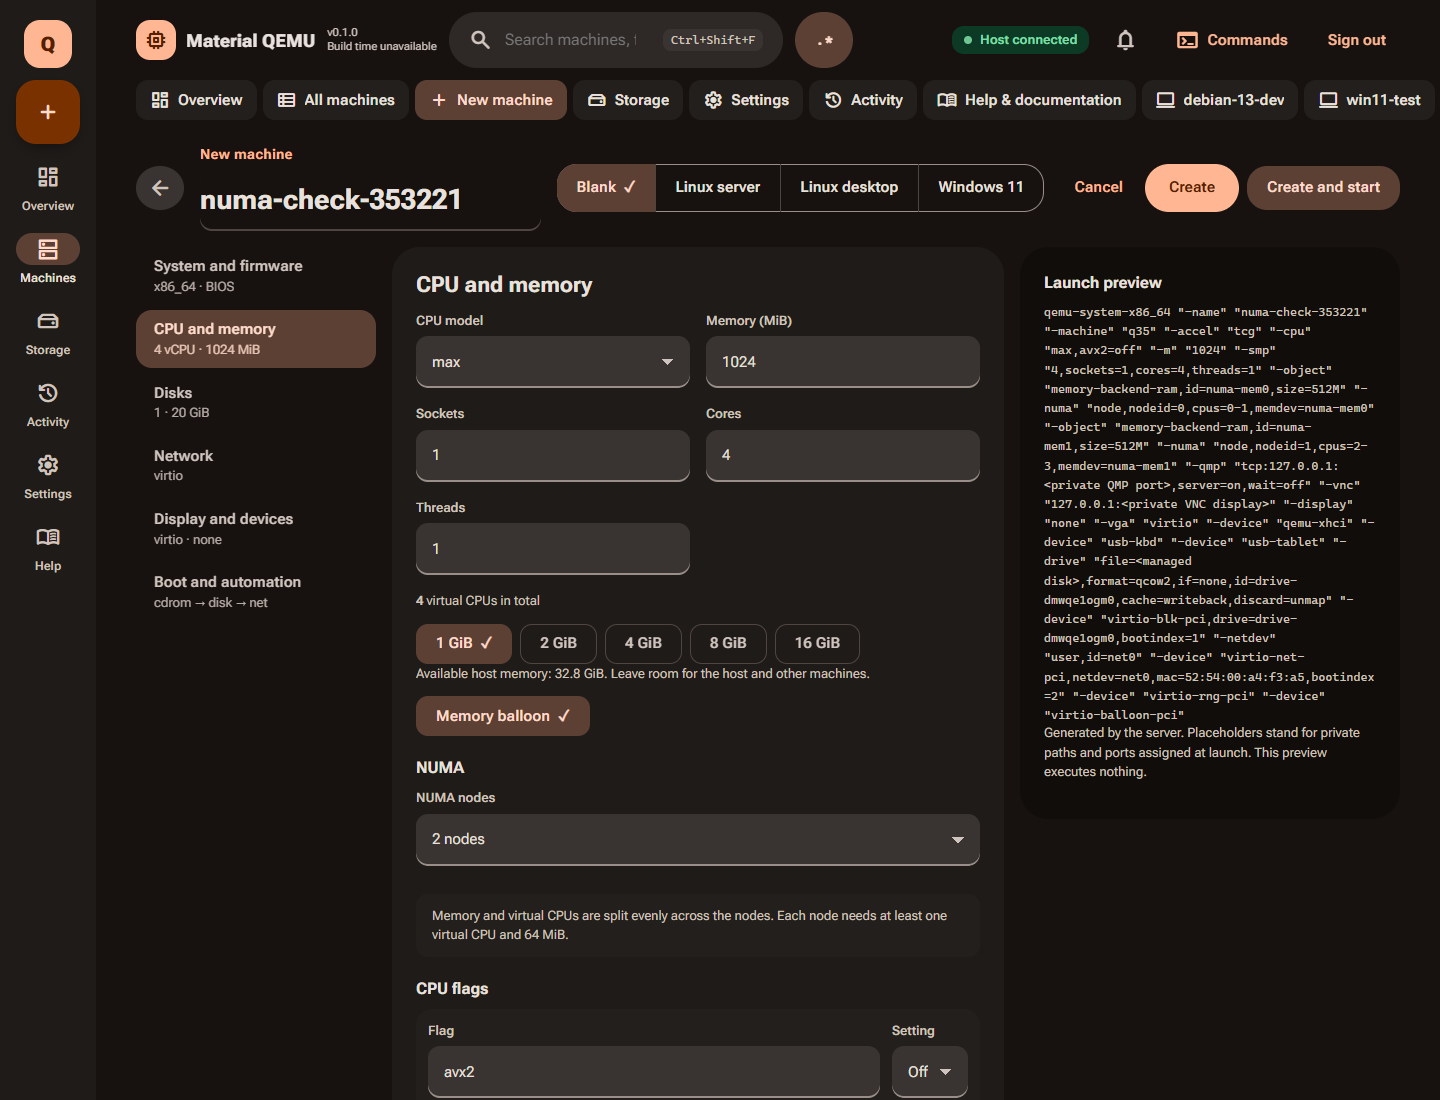 Q
Material QEMU
v0.1.0
Build time unavailable
Search machines,
Ctrl+Shift+F
.*
Host connected
Commands
Sign out
Overview
All machines
New machine
Storage
Settings
Activity
Help & documentation
debian-13-dev
win11-test
Overview
Machines
Storage
Activity
Settings
Help
New machine
numa-check-353221
Blank ✓
Linux server
Linux desktop
Windows 11
Cancel
Create
Create and start
System and firmware
x86_64 · BIOS
CPU and memory
4 vCPU · 1024 MiB
Disks
1 · 20 GiB
Network
virtio
Display and devices
virtio · none
Boot and automation
cdrom → disk → net
CPU and memory
CPU model
Memory (MiB)
max
1024
Sockets
Cores
1
4
Threads
1
4 virtual CPUs in total
1 GiB ✓
2 GiB
4 GiB
8 GiB
16 GiB
Available host memory: 32.8 GiB. Leave room for the host and other machines.
Memory balloon ✓
NUMA
NUMA nodes
2 nodes
Memory and virtual CPUs are split evenly across the nodes. Each node needs at least one
virtual CPU and 64 MiB.
CPU flags
Flag
Setting
avx2
Off
Launch preview
qemu-system-x86_64 "-name" "numa-check-353221"
"-machine" "q35" "-accel" "tcg" "-cpu"
"max,avx2=off" "-m" "1024" "-smp"
"4,sockets=1,cores=4,threads=1" "-object"
"memory-backend-ram,id=numa-mem0,size=512M" "-
numa" "node,nodeid=0,cpus=0-1,memdev=numa-mem0"
"-object" "memory-backend-ram,id=numa-
mem1,size=512M" "-numa" "node,nodeid=1,cpus=2-
3,memdev=numa-mem1" "-qmp" "tcp:127.0.0.1:
<private QMP port>,server=on,wait=off" "-vnc"
"127.0.0.1:<private VNC display>" "-display"
"none" "-vga" "virtio" "-device" "qemu-xhci" "-
device" "usb-kbd" "-device" "usb-tablet" "-
drive" "file=<managed
disk>,format=qcow2,if=none,id=drive-
dmwqe1ogm0,cache=writeback,discard=unmap" "-
device" "virtio-blk-pci,drive=drive-
dmwqe1ogm0,bootindex=1" "-netdev"
"user,id=net0" "-device" "virtio-net-
pci,netdev=net0,mac=52:54:00:a4:f3:a5,bootindex
=2" "-device" "virtio-rng-pci" "-device"
"virtio-balloon-pci"
Generated by the server. Placeholders stand for private
paths and ports assigned at launch. This preview
executes nothing.